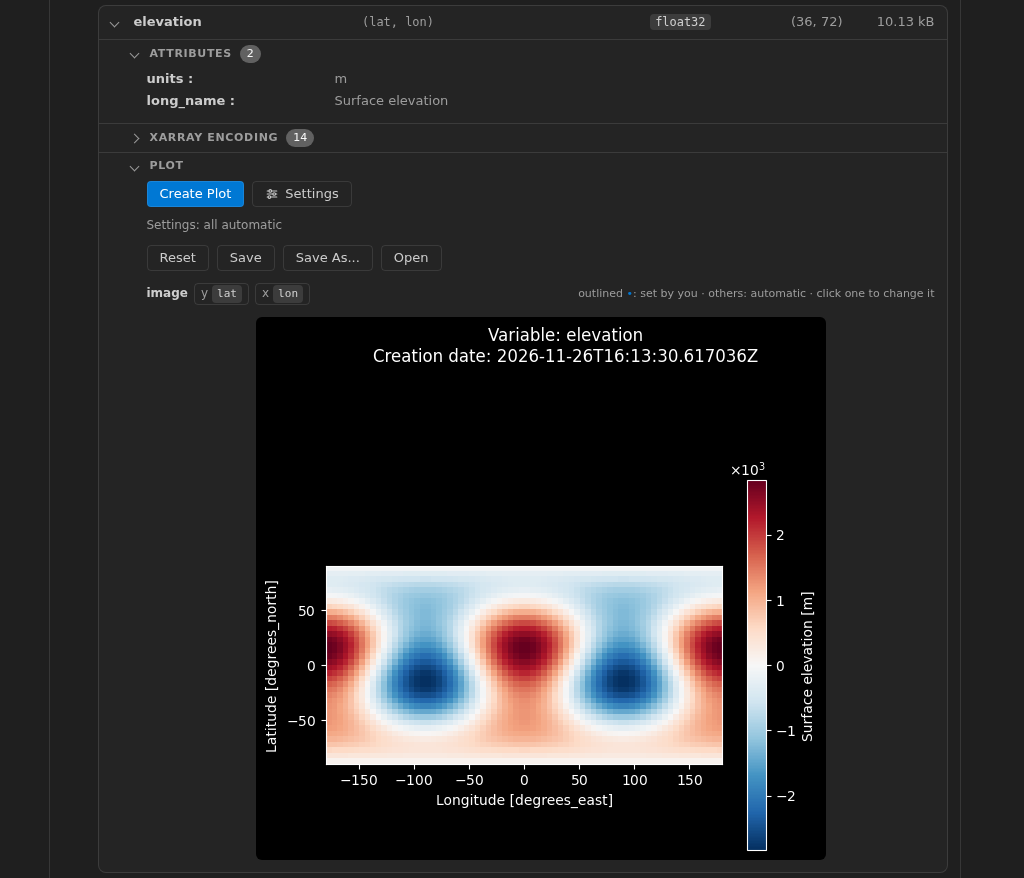 elevation (lat, lon) float32 (36, 72) 10.13 kB
ATTRIBUTES 2
units : m
long_name : Surface elevation
XARRAY ENCODING 14
PLOT
Create Plot Settings
Settings: all automatic
Reset Save Save As... Open
image y lat x lon outlined •: set by you · others: automatic · click one to change it
Variable: elevation
Creation date: 2026-11-26T16:13:30.617036Z
×10³
2
1
0
−1
−2
Surface elevation [m]
Latitude [degrees_north]
50
0
−50
−150 −100 −50 0 50 100 150
Longitude [degrees_east]